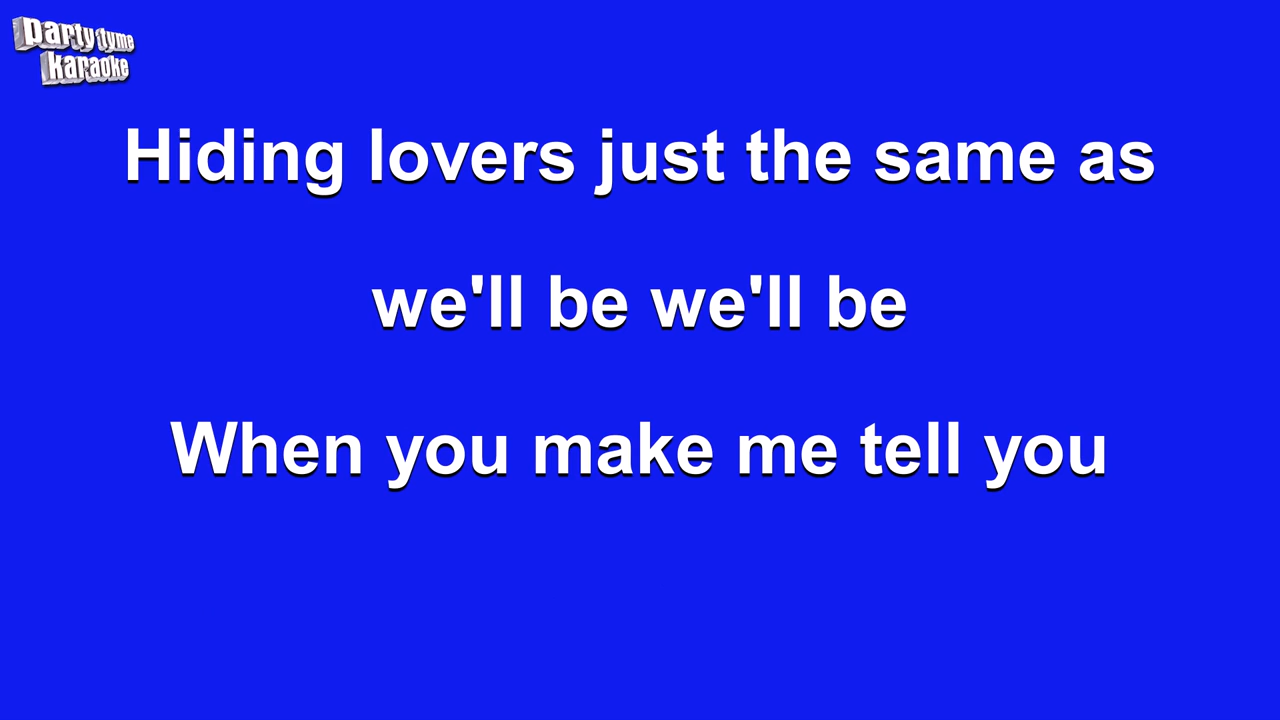 party tyme
karaoke
Hiding lovers just the same as
we'll be we'll be
When you make me tell you